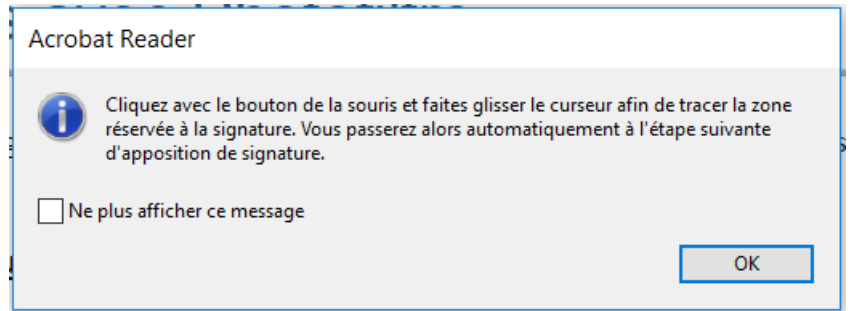 Acrobat Reader
Cliquez avec le bouton de la souris et faites glisser le curseur afin de tracer la zone
réservée à la signature. Vous passerez alors automatiquement à l'étape suivante
d'apposition de signature.
Ne plus afficher ce message
OK